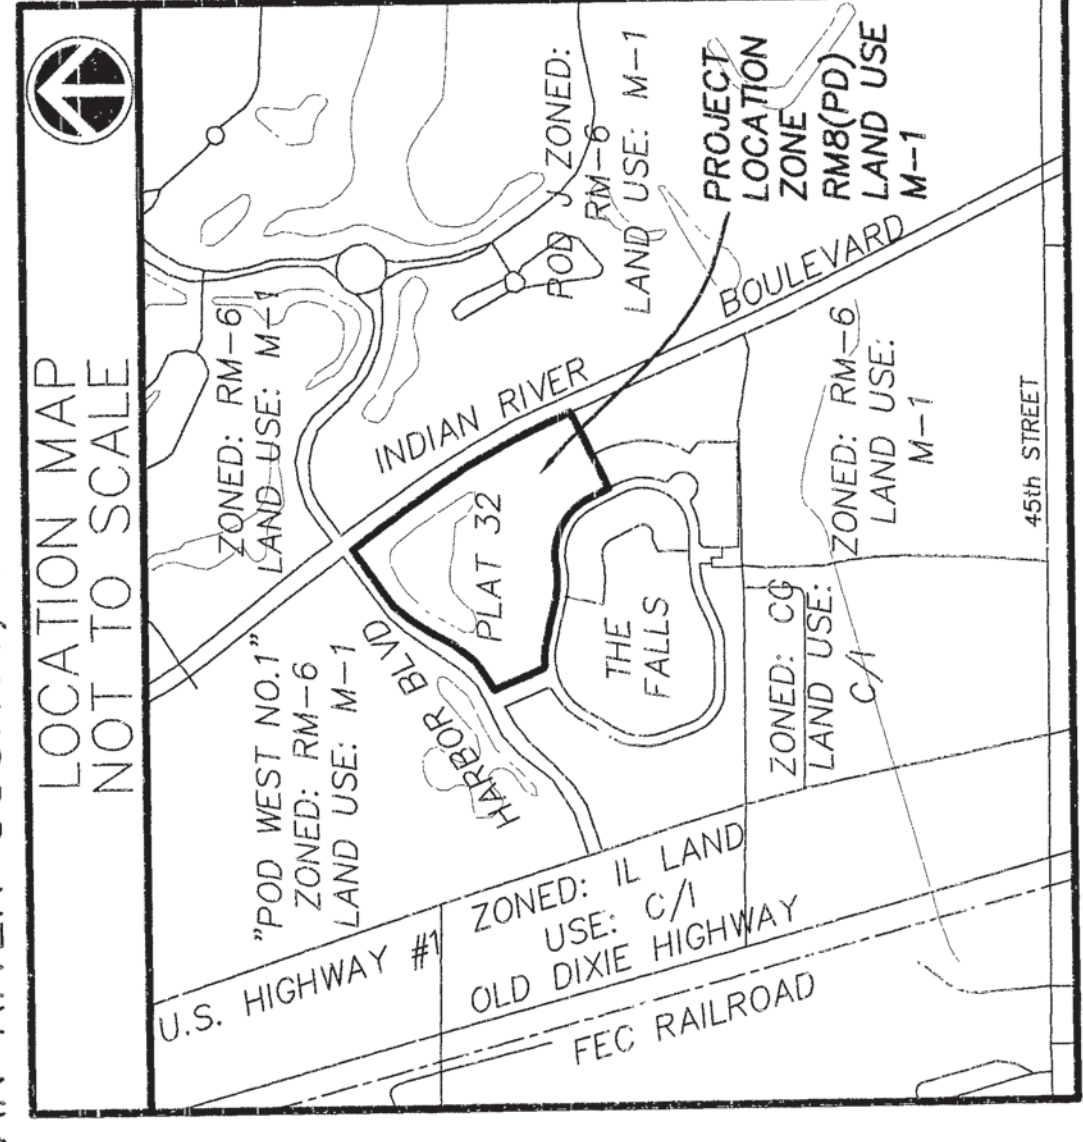 LOCATION MAP
NOT TO SCALE
ZONED: RM-6
LAND USE: M-1
POD J ZONED:
RM-6
LAND USE: M-1
PROJECT
LOCATION
ZONE
RM8(PD)
LAND USE
M-1
INDIAN RIVER BOULEVARD
"POD WEST NO.1"
ZONED: RM-6
LAND USE: M-1
HARBOR BLVD
PLAT 32
THE
FALLS
ZONED: RM-6
LAND USE:
M-1
45th STREET
ZONED: CG
LAND USE:
C/I
U.S. HIGHWAY #1
ZONED: IL LAND
USE: C/I
OLD DIXIE HIGHWAY
FEC RAILROAD